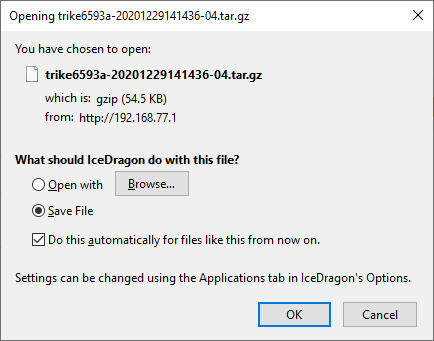 Opening trike6593a-20201229141436-04.tar.gz
You have chosen to open:
trike6593a-20201229141436-04.tar.gz
which is: gzip (54.5 KB)
from: http://192.168.77.1
What should IceDragon do with this file?
Open with Browse...
Save File
Do this automatically for files like this from now on.
Settings can be changed using the Applications tab in IceDragon's Options.
OK Cancel